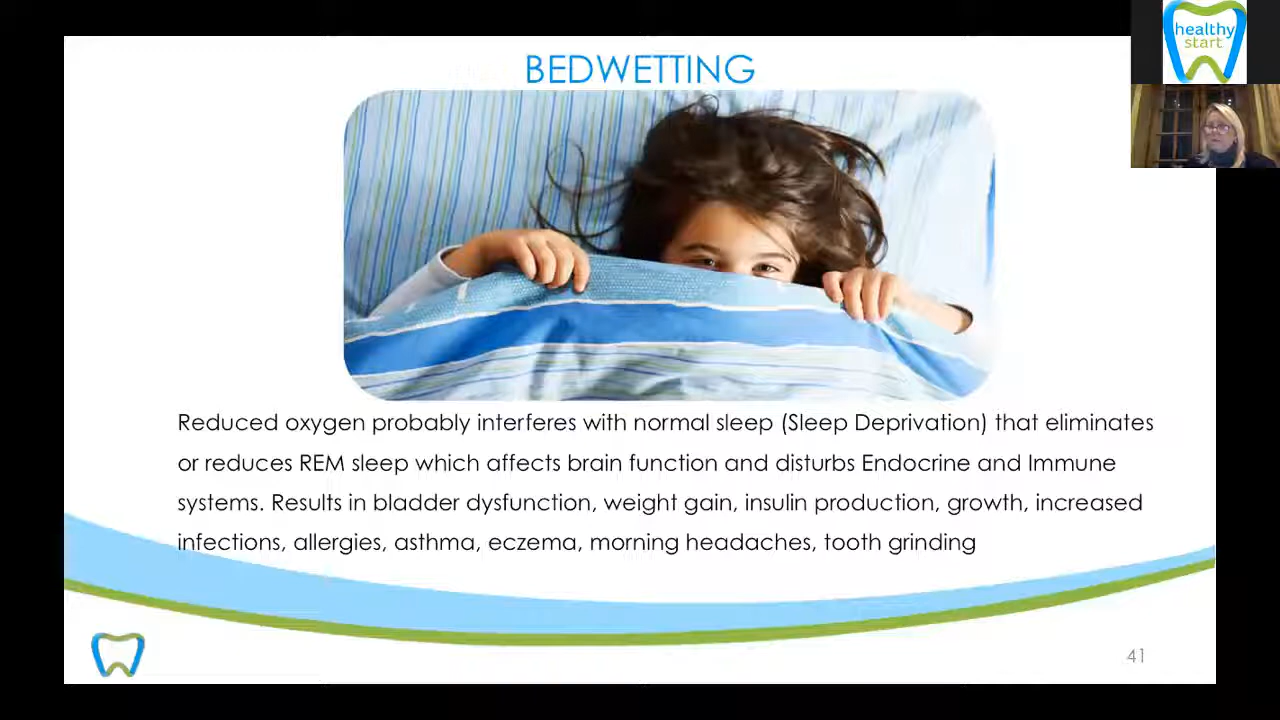 healthy
start
BEDWETTING
Reduced oxygen probably interferes with normal sleep (Sleep Deprivation) that eliminates
or reduces REM sleep which affects brain function and disturbs Endocrine and Immune
systems. Results in bladder dysfunction, weight gain, insulin production, growth, increased
infections, allergies, asthma, eczema, morning headaches, tooth grinding
41